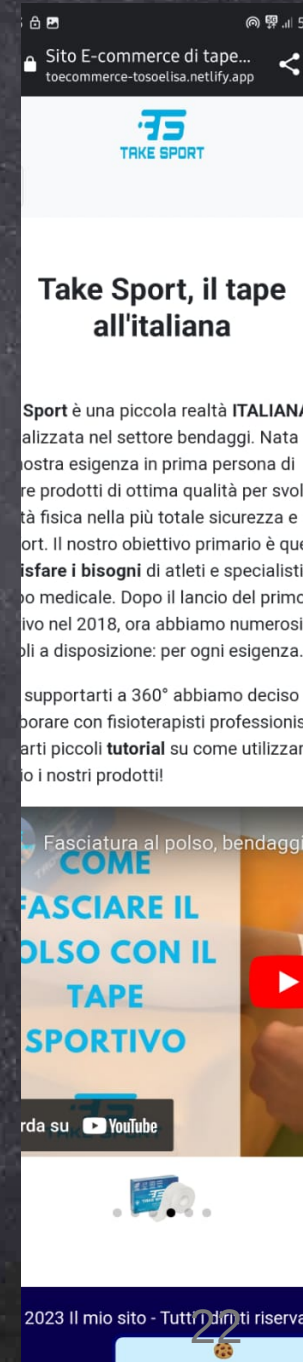 Sito E-commerce di tape...
toecommerce-tosoelisa.netlify.app
TAKE SPORT
Take Sport, il tape
all'italiana
Sport è una piccola realtà ITALIANA
alizzata nel settore bendaggi. Nata
ostra esigenza in prima persona di
re prodotti di ottima qualità per svol
tà fisica nella più totale sicurezza e
ort. Il nostro obiettivo primario è que
isfare i bisogni di atleti e specialisti
po medicale. Dopo il lancio del primo
ivo nel 2018, ora abbiamo numerosi
oli a disposizione: per ogni esigenza.
supportarti a 360° abbiamo deciso
borare con fisioterapisti professionis
arti piccoli tutorial su come utilizzar
io i nostri prodotti!
Fasciatura al polso, bendaggi
COME
FASCIARE IL
OLSO CON IL
TAPE
SPORTIVO
rda su YouTube
2023 Il mio sito - Tutti i diritti riserva
22